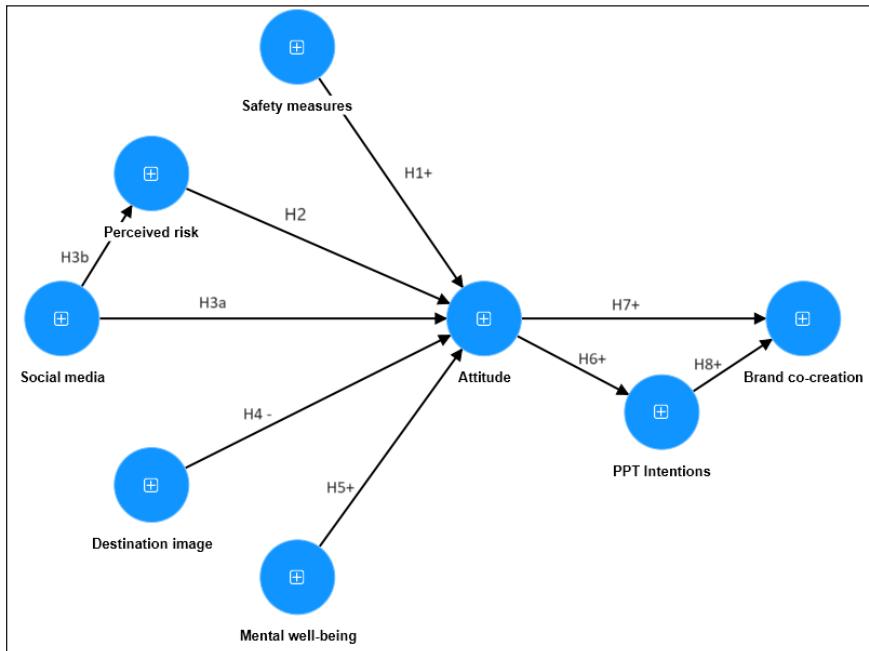 Safety measures
H1+
Perceived risk
H2
H3b
H3a
Social media
Attitude
H7+
H6+
H8+
Brand co-creation
PPT Intentions
H4 -
Destination image
H5+
Mental well-being